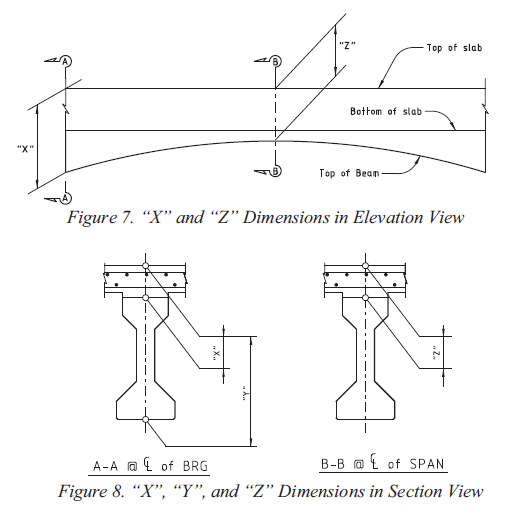 A
B
"Z"
Top of slab
Bottom of slab
"X"
Top of Beam
A
B
Figure 7. “X” and “Z” Dimensions in Elevation View
"X"
"Y"
"Z"
A-A @ ℄ of BRG
B-B @ ℄ of SPAN
Figure 8. “X”, “Y”, and “Z” Dimensions in Section View